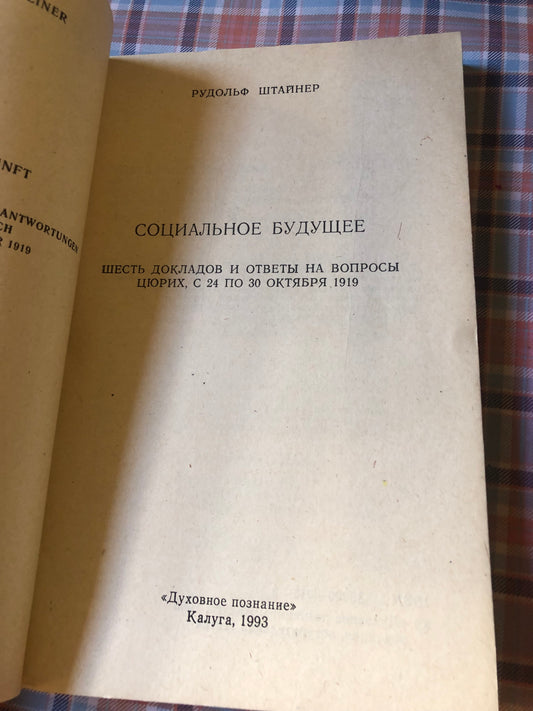 EINER
NFT
ANTWORTUNGEN
CH
R 1919
РУДОЛЬФ ШТАЙНЕР
СОЦИАЛЬНОЕ БУДУЩЕЕ
ШЕСТЬ ДОКЛАДОВ И ОТВЕТЫ НА ВОПРОСЫ
ЦЮРИХ, С 24 ПО 30 ОКТЯБРЯ 1919
«Духовное познание»
Калуга, 1993